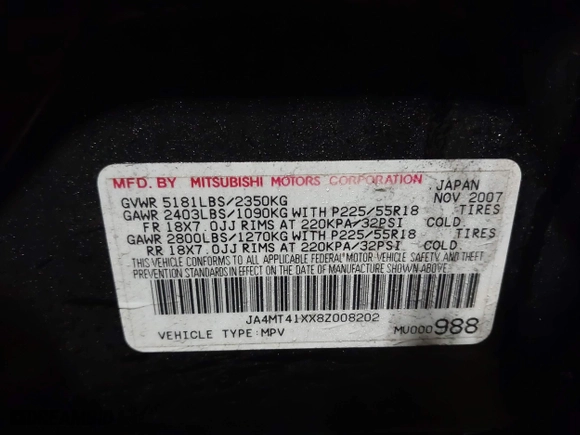 MFD. BY MITSUBISHI MOTORS CORPORATION JAPAN
GVWR 5181LBS/2350KG NOV 2007
GAWR 2403LBS/1090KG WITH P225/55R18 TIRES
FR 18X7.0JJ RIMS AT 220KPA/32PSI COLD
GAWR 2800LBS/1270KG WITH P225/55R18 TIRES
RR 18X7.0JJ RIMS AT 220KPA/32PSI COLD.
THIS VEHICLE CONFORMS TO ALL APPLICABLE FEDERAL MOTOR-VEHICLE SAFETY, AND THEFT
PREVENTION STANDARDS IN EFFECT ON THE DATE OF MANUFACTURE SHOWN ABOVE.
JA4MT41XX8Z008202
VEHICLE TYPE:MPV MU000988